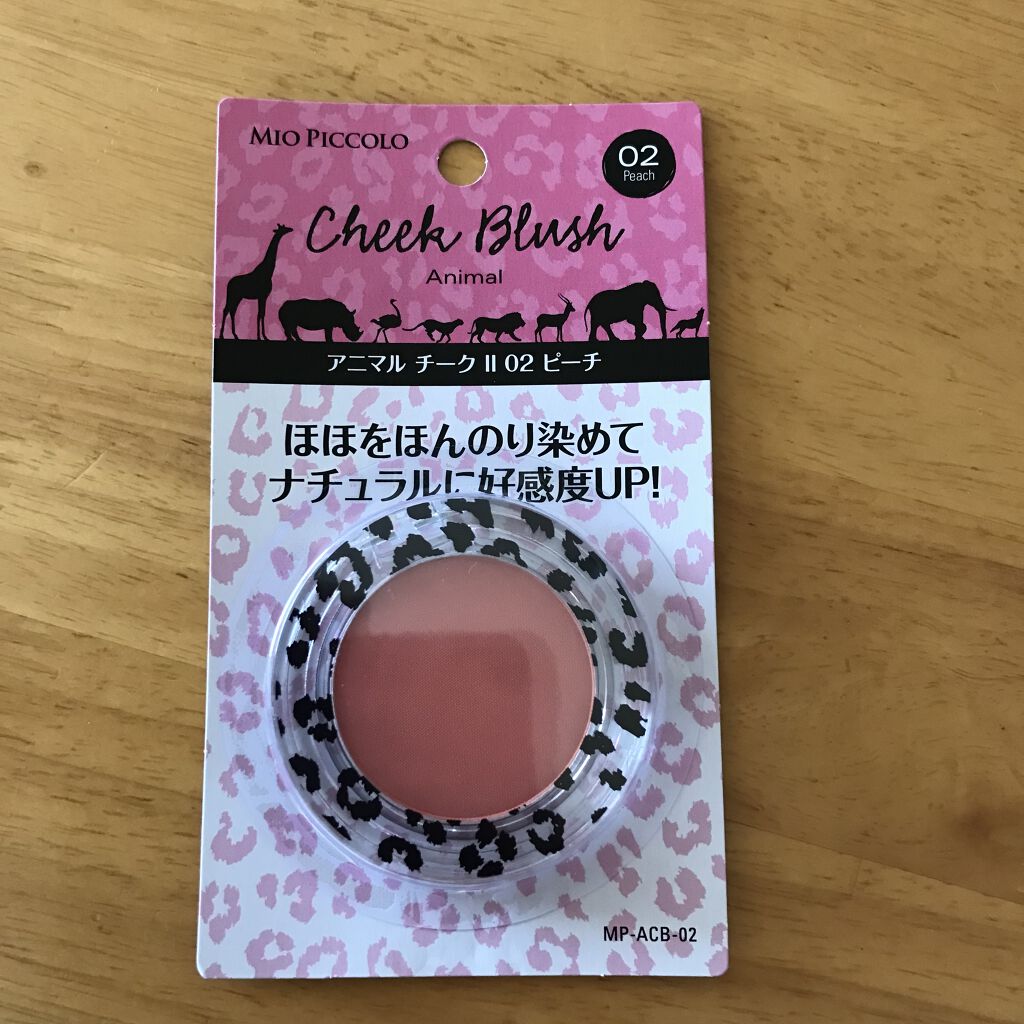 MIO PICCOLO
02
Peach
Cheek Blush
Animal
アニマル チーク II 02 ピーチ
ほほをほんのり染めて
ナチュラルに好感度UP!
MP-ACB-02